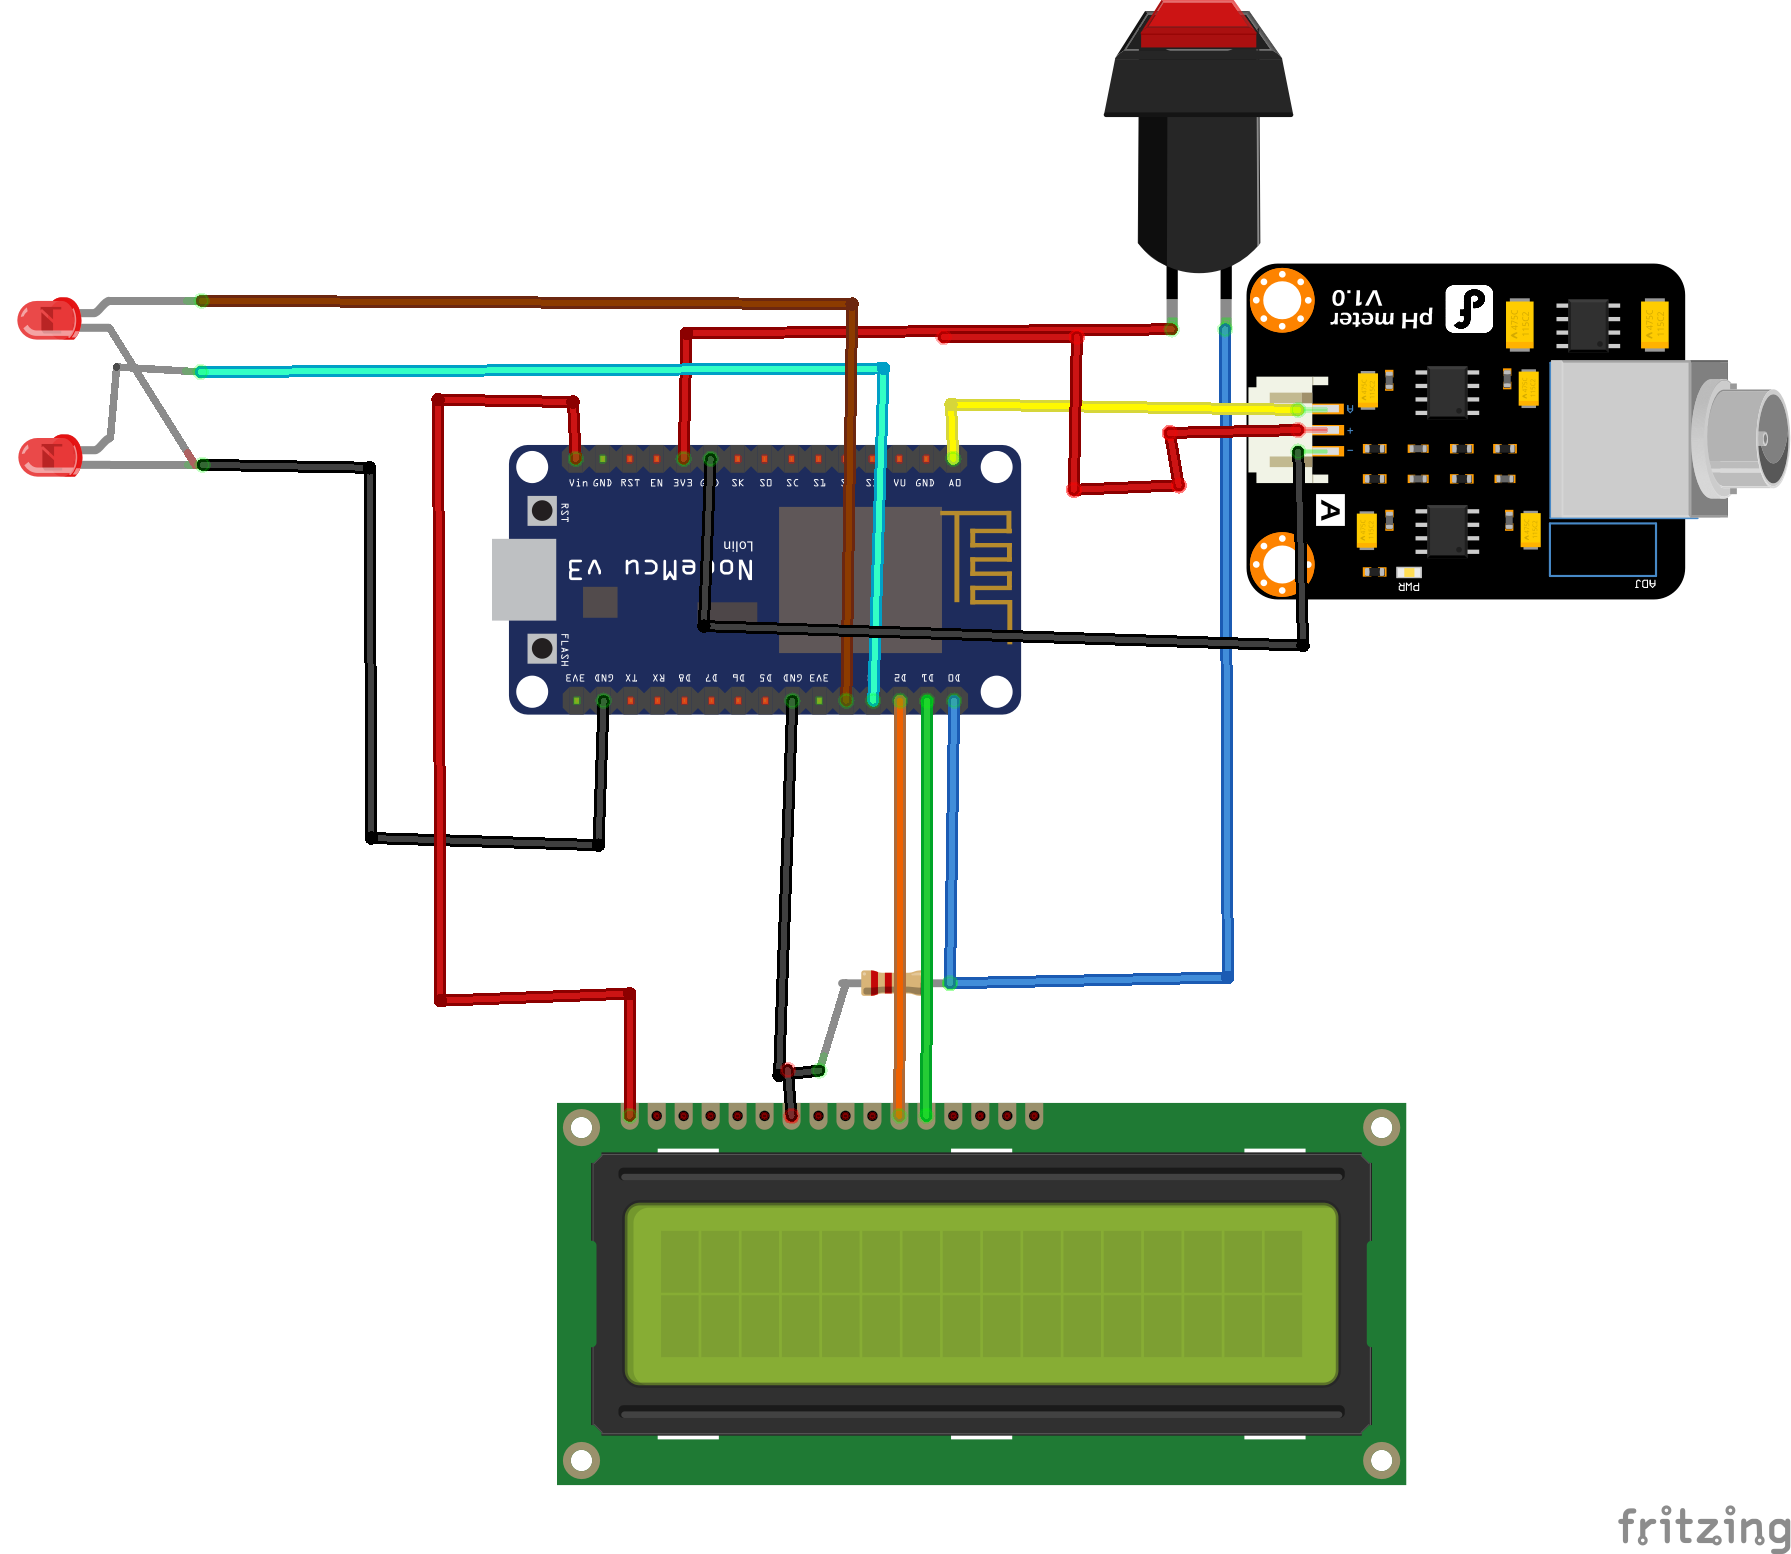 pH meter
V1.0
A
+
-
A
PWR
ADJ
Vin GND RST EN 3V3 SK SO SC S1 VU GND A0
RST
Lolin
NodeMcu v3
FLASH
3V3 GND TX RX D8 D7 D6 D5 GND 3V3 D2 D1 D0
fritzing